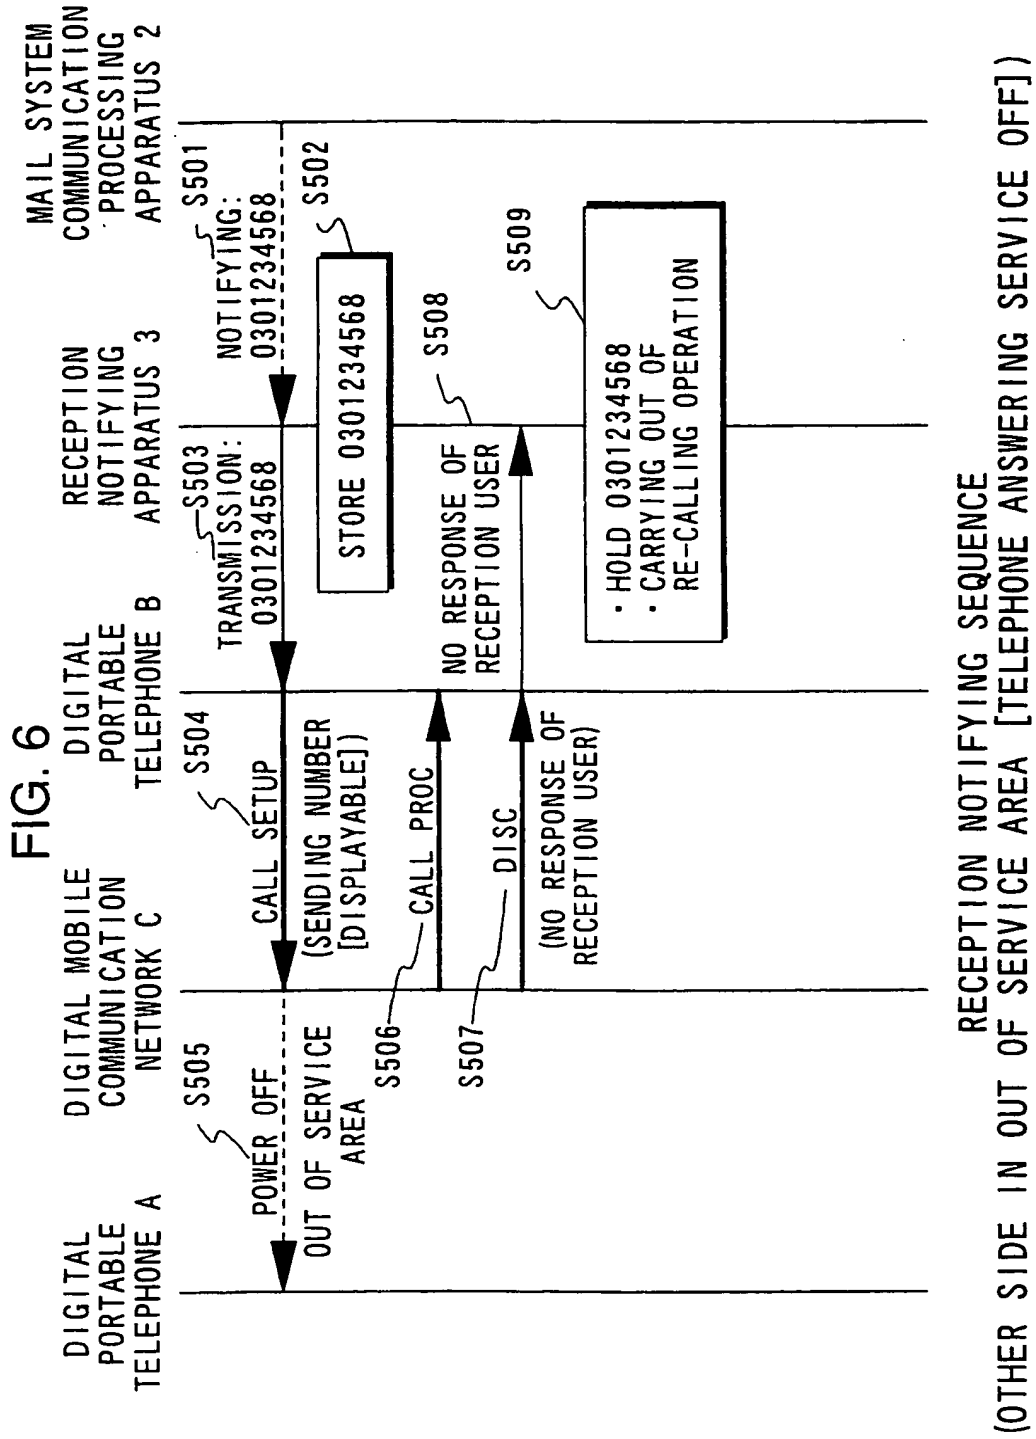 FIG. 6
DIGITAL
PORTABLE
TELEPHONE A
DIGITAL MOBILE
COMMUNICATION
NETWORK C
DIGITAL
PORTABLE
TELEPHONE B
RECEPTION
NOTIFYING
APPARATUS 3
MAIL SYSTEM
COMMUNICATION
PROCESSING
APPARATUS 2
S501
NOTIFYING:
0301234568
S502
STORE 0301234568
S503
TRANSMISSION:
0301234568
S504
CALL SETUP
(SENDING NUMBER
[DISPLAYABLE])
S505
POWER OFF
OUT OF SERVICE
AREA
S506
CALL PROC
S507
DISC
(NO RESPONSE OF
RECEPTION USER)
NO RESPONSE OF
RECEPTION USER
S508
S509
· HOLD 0301234568
· CARRYING OUT OF
RE-CALLING OPERATION
RECEPTION NOTIFYING SEQUENCE
(OTHER SIDE IN OUT OF SERVICE AREA [TELEPHONE ANSWERING SERVICE OFF])